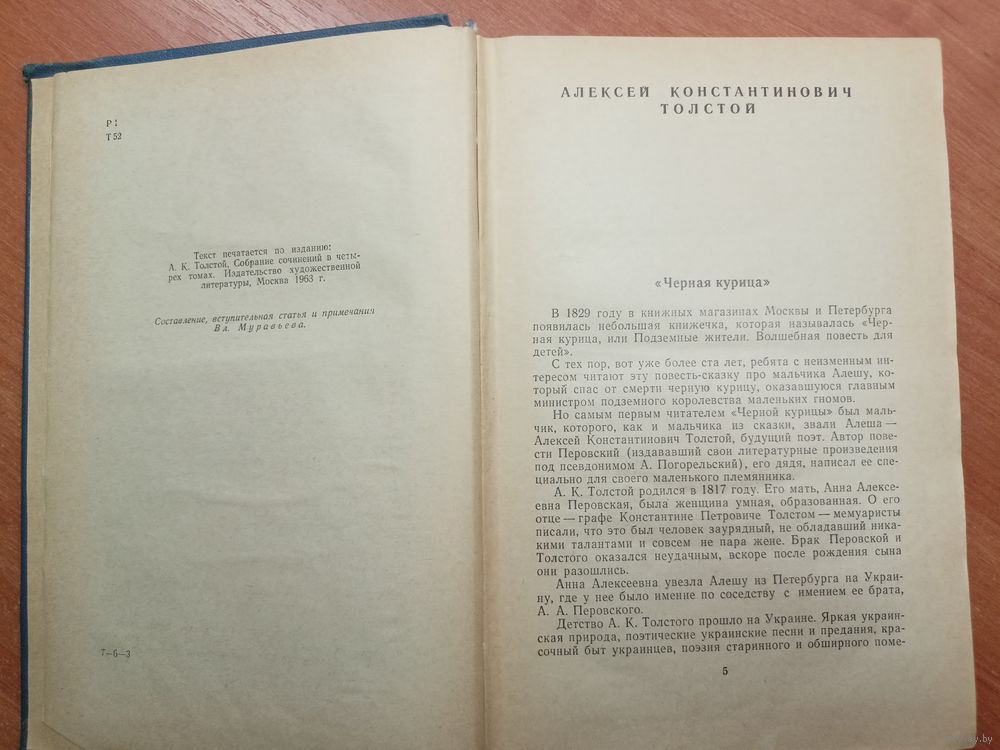 Р1
Т52
Текст печатается по изданию:
А. К. Толстой, Собрание сочинений в четы-
рех томах. Издательство художественной
литературы, Москва 1963 г.
Составление, вступительная статья и примечания
Вл. Муравьева.
7—6—3
АЛЕКСЕЙ КОНСТАНТИНОВИЧ
ТОЛСТОЙ
«Черная курица»
В 1829 году в книжных магазинах Москвы и Петербурга
появилась небольшая книжечка, которая называлась «Чер-
ная курица, или Подземные жители. Волшебная повесть для
детей».
С тех пор, вот уже более ста лет, ребята с неизменным ин-
тересом читают эту повесть-сказку про мальчика Алешу, ко-
торый спас от смерти черную курицу, оказавшуюся главным
министром подземного королевства маленьких гномов.
Но самым первым читателем «Черной курицы» был маль-
чик, которого, как и мальчика из сказки, звали Алеша —
Алексей Константинович Толстой, будущий поэт. Автор пове-
сти Перовский (издававший свои литературные произведения
под псевдонимом А. Погорельский), его дядя, написал ее спе-
циально для своего маленького племянника.
А. К. Толстой родился в 1817 году. Его мать, Анна Алексе-
евна Перовская, была женщина умная, образованная. О его
отце — графе Константине Петровиче Толстом — мемуаристы
писали, что это был человек заурядный, не обладавший ника-
кими талантами и совсем не пара жене. Брак Перовской и
Толстого оказался неудачным, вскоре после рождения сына
они разошлись.
Анна Алексеевна увезла Алешу из Петербурга на Украи-
ну, где у нее было имение по соседству с имением ее брата,
А. А. Перовского.
Детство А. К. Толстого прошло на Украине. Яркая украин-
ская природа, поэтические украинские песни и предания, кра-
сочный быт украинцев, поэзия старинного и обширного поме-
5